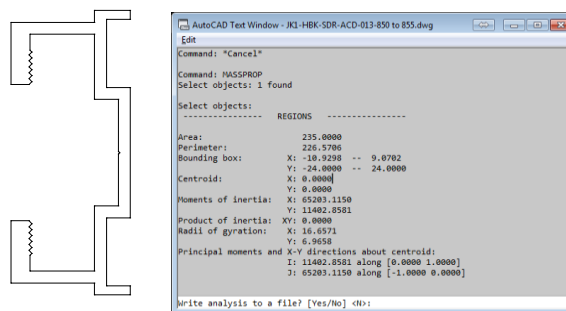 AutoCAD Text Window - JK1-HBK-SDR-ACD-013-850 to 855.dwg
Edit
Command: *Cancel*
Command: MASSPROP
Select objects: 1 found
Select objects:
---------------- REGIONS ----------------
Area: 235.0000
Perimeter: 226.5706
Bounding box: X: -10.9298 -- 9.0702
Y: -24.0000 -- 24.0000
Centroid: X: 0.0000
Y: 0.0000
Moments of inertia: X: 65203.1150
Y: 11402.8581
Product of inertia: XY: 0.0000
Radii of gyration: X: 16.6571
Y: 6.9658
Principal moments and X-Y directions about centroid:
I: 11402.8581 along [0.0000 1.0000]
J: 65203.1150 along [-1.0000 0.0000]
Write analysis to a file? [Yes/No] <N>: